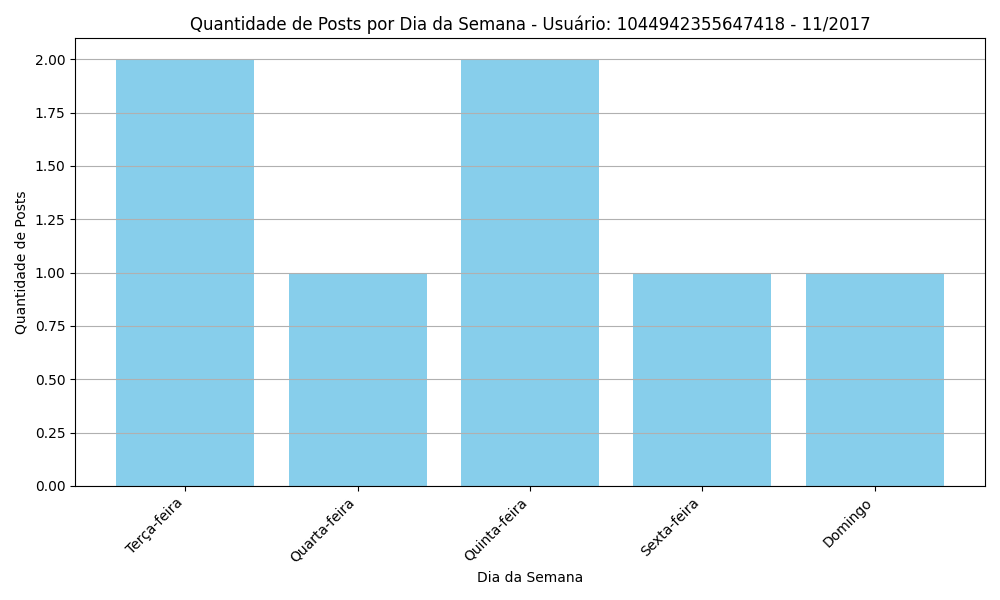 Quantidade de Posts por Dia da Semana - Usuário: 1044942355647418 - 11/2017
Quantidade de Posts
2.00
1.75
1.50
1.25
1.00
0.75
0.50
0.25
0.00
Terça-feira
Quarta-feira
Quinta-feira
Sexta-feira
Domingo
Dia da Semana